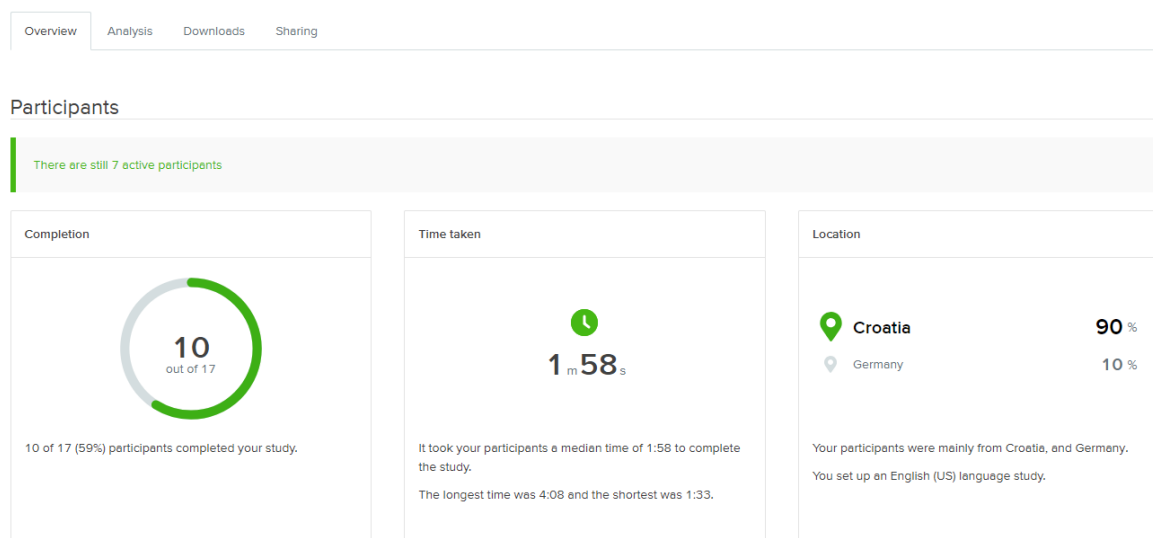 Overview Analysis Downloads Sharing
Participants
There are still 7 active participants
Completion
10
out of 17
10 of 17 (59%) participants completed your study.
Time taken
1 m 58 s
It took your participants a median time of 1:58 to complete
the study.
The longest time was 4:08 and the shortest was 1:33.
Location
Croatia 90 %
Germany 10 %
Your participants were mainly from Croatia, and Germany.
You set up an English (US) language study.